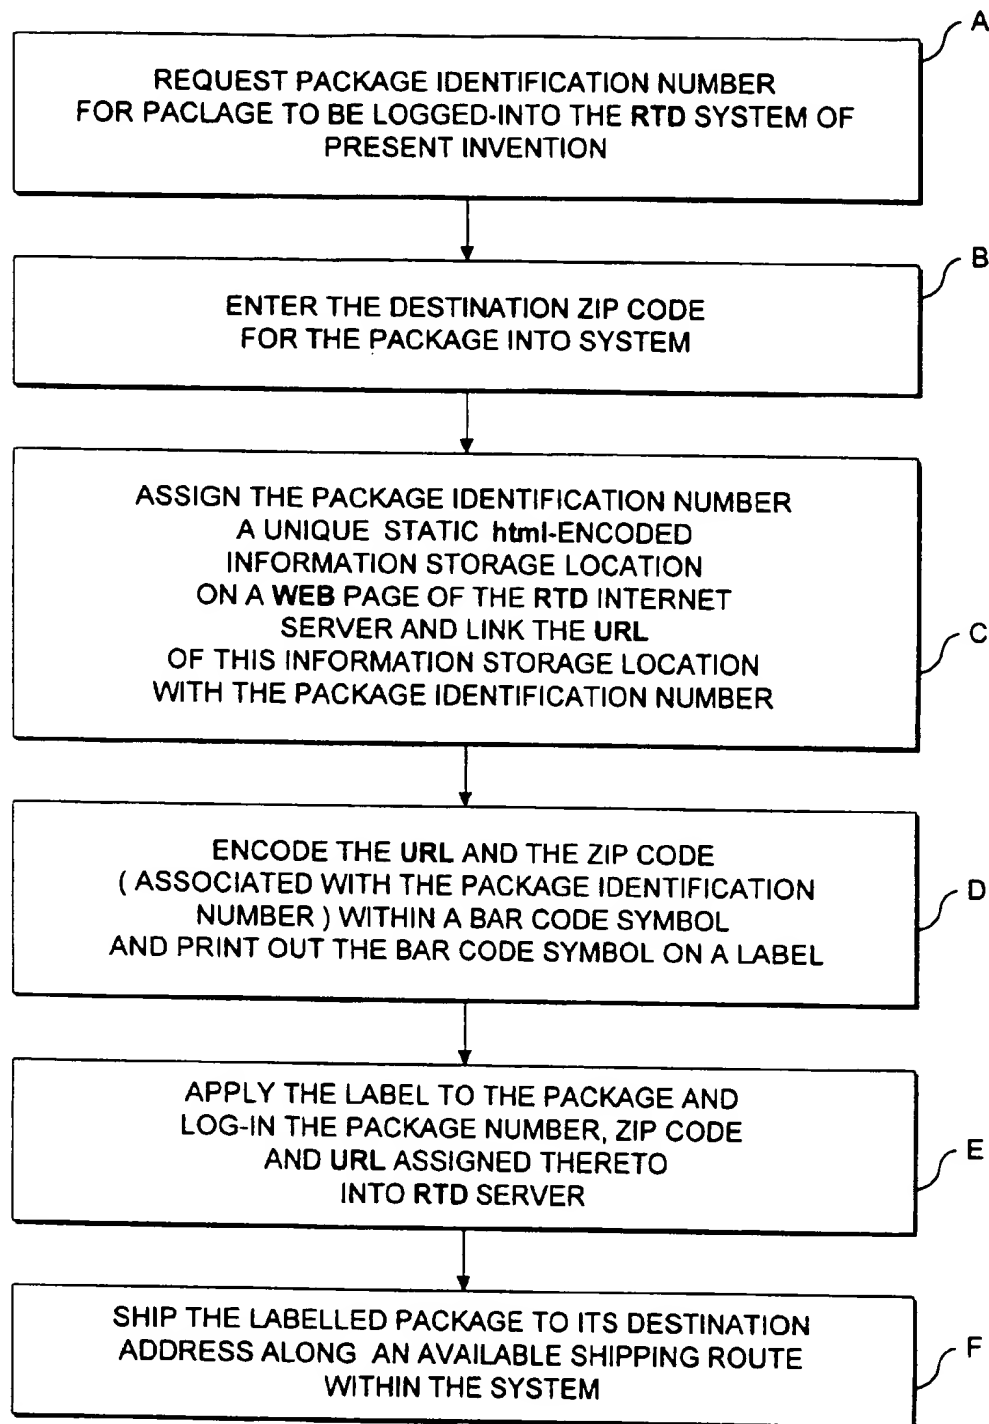 A
REQUEST PACKAGE IDENTIFICATION NUMBER
FOR PACLAGE TO BE LOGGED-INTO THE RTD SYSTEM OF
PRESENT INVENTION
B
ENTER THE DESTINATION ZIP CODE
FOR THE PACKAGE INTO SYSTEM
ASSIGN THE PACKAGE IDENTIFICATION NUMBER
A UNIQUE STATIC html-ENCODED
INFORMATION STORAGE LOCATION
ON A WEB PAGE OF THE RTD INTERNET
SERVER AND LINK THE URL
OF THIS INFORMATION STORAGE LOCATION
WITH THE PACKAGE IDENTIFICATION NUMBER
C
ENCODE THE URL AND THE ZIP CODE
( ASSOCIATED WITH THE PACKAGE IDENTIFICATION
NUMBER ) WITHIN A BAR CODE SYMBOL
AND PRINT OUT THE BAR CODE SYMBOL ON A LABEL
D
APPLY THE LABEL TO THE PACKAGE AND
LOG-IN THE PACKAGE NUMBER, ZIP CODE
AND URL ASSIGNED THERETO
INTO RTD SERVER
E
SHIP THE LABELLED PACKAGE TO ITS DESTINATION
ADDRESS ALONG AN AVAILABLE SHIPPING ROUTE
WITHIN THE SYSTEM
F